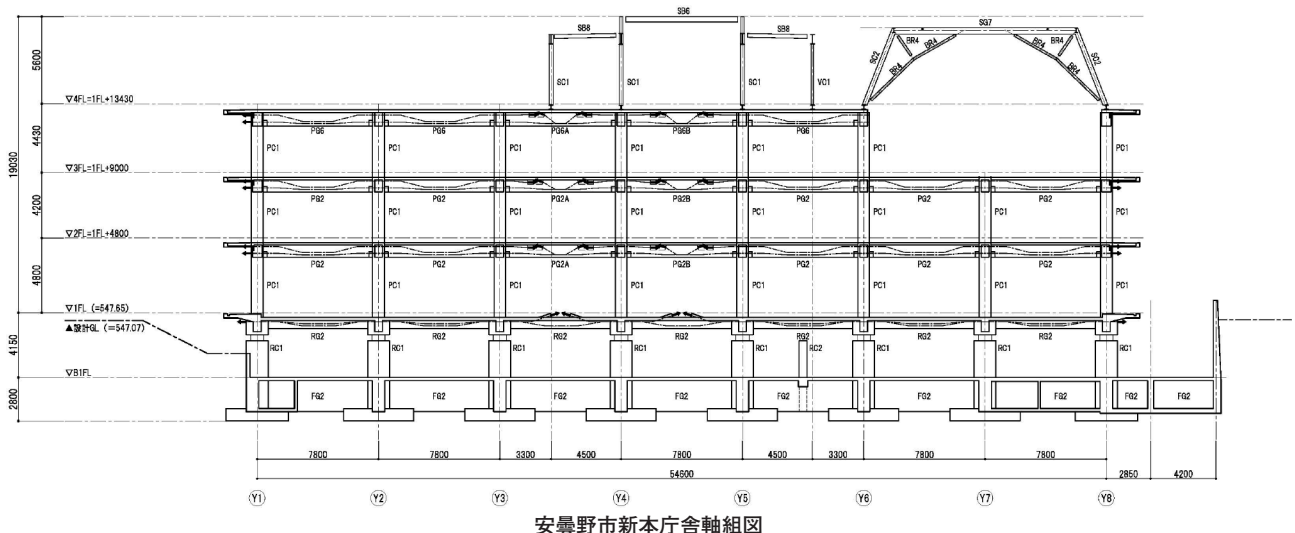 SB6
SB8 SB8
SG7
BR4 BR4 BR4 BR4
SC2 SC2
BR4 BR4
5600
SC1 SC1 SC1 VC1
▽4FL=1FL+13430
PG6 PG6 PG6A PG6B PG6
4430
PC1 PC1 PC1 PC1 PC1 PC1 PC1
19030
▽3FL=1FL+9000
PG2 PG2 PG2A PG2B PG2 PG2 PG2
4200
PC1 PC1 PC1 PC1 PC1 PC1 PC1 PC1
▽2FL=1FL+4800
PG2 PG2 PG2A PG2B PG2 PG2 PG2
4800
PC1 PC1 PC1 PC1 PC1 PC1 PC1 PC1
▽1FL (=547.65)
▲設計GL (=547.07)
RG2 RG2 RG2 RG2 RG2 RG2 RG2
4150
RC1 RC1 RC1 RC1 RC1 RC2 RC1 RC1 RC1
▽B1FL
2800
FG2 FG2 FG2 FG2 FG2 FG2 FG2 FG2 FG2
7800 7800 3300 4500 7800 4500 3300 7800 7800
54600 2850 4200
Y1 Y2 Y3 Y4 Y5 Y6 Y7 Y8
安曇野市新本庁舎軸組図